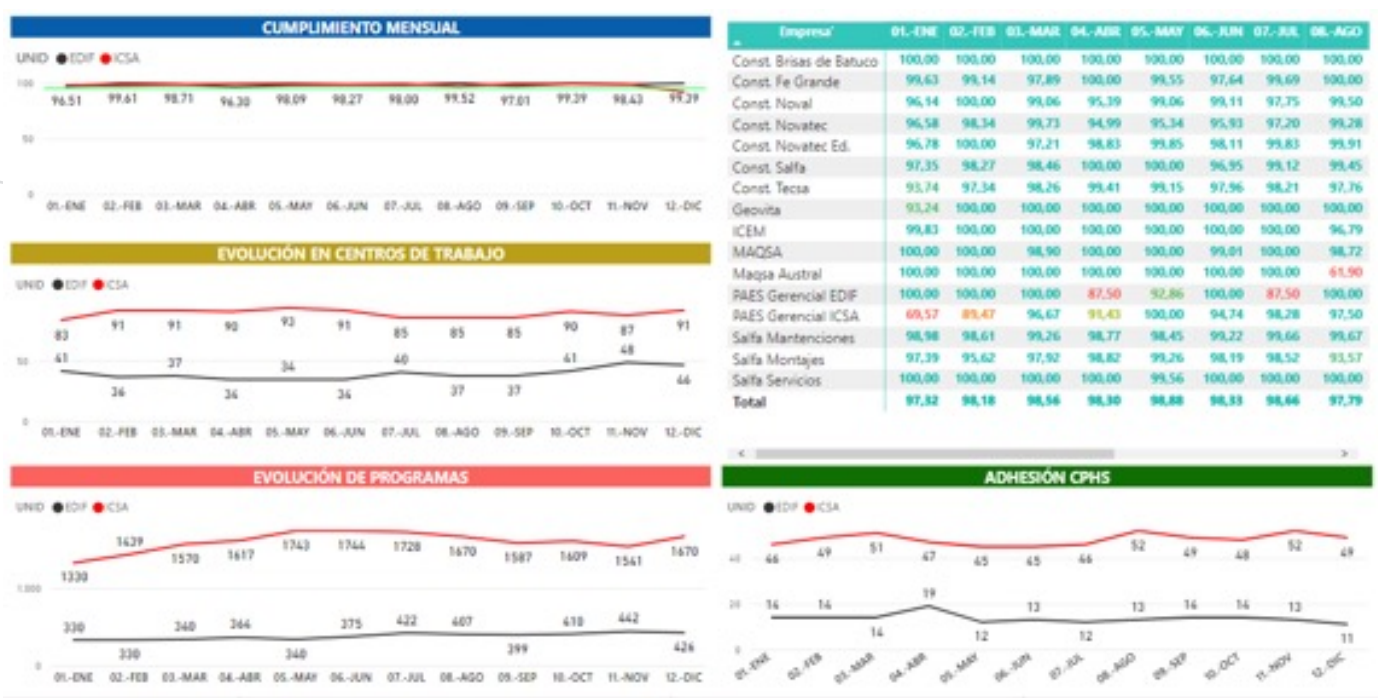 CUMPLIMIENTO MENSUAL
UNID EDIF ICSA
100
96.51 99.61 98.71 96.30 98.09 98.27 98.00 99.52 97.01 99.39 98.43 99.39
50
0
01.-ENE 02.-FEB 03.-MAR 04.-ABR 05.-MAY 06.-JUN 07.-JUL 08.-AGO 09.-SEP 10.-OCT 11.-NOV 12.-DIC
EVOLUCIÓN EN CENTROS DE TRABAJO
UNID EDIF ICSA
83 91 91 90 93 91 85 85 85 90 87 91
50
41 36 37 34 34 34 40 37 37 41 48 46
0
01.-ENE 02.-FEB 03.-MAR 04.-ABR 05.-MAY 06.-JUN 07.-JUL 08.-AGO 09.-SEP 10.-OCT 11.-NOV 12.-DIC
EVOLUCIÓN DE PROGRAMAS
UNID EDIF ICSA
1330 1439 1570 1617 1743 1744 1728 1670 1587 1609 1541 1670
1.000
330 330 340 364 340 375 422 407 399 410 442 426
0
01.-ENE 02.-FEB 03.-MAR 04.-ABR 05.-MAY 06.-JUN 07.-JUL 08.-AGO 09.-SEP 10.-OCT 11.-NOV 12.-DIC
Empresa 01.-ENE 02.-FEB 03.-MAR 04.-ABR 05.-MAY 06.-JUN 07.-JUL 08.-AGO
Const. Brisas de Batuco 100,00 100,00 100,00 100,00 100,00 100,00 100,00 100,00
Const. Fe Grande 99,63 99,14 97,89 100,00 99,55 97,64 99,69 100,00
Const. Noval 96,14 100,00 99,06 95,39 99,06 99,11 97,75 99,50
Const. Novatec 96,58 98,34 99,73 94,99 95,34 95,93 97,20 99,28
Const. Novatec Ed. 96,78 100,00 97,21 98,83 99,85 98,11 99,83 99,91
Const. Salfa 97,35 98,27 98,46 100,00 100,00 96,95 99,12 99,45
Const. Tecsa 93,74 97,34 98,26 99,41 99,15 97,96 98,21 97,76
Geovita 93,24 100,00 100,00 100,00 100,00 100,00 100,00 100,00
ICEM 99,83 100,00 100,00 100,00 100,00 100,00 100,00 96,79
MAQSA 100,00 100,00 98,90 100,00 100,00 99,01 100,00 98,72
Maqsa Austral 100,00 100,00 100,00 100,00 100,00 100,00 100,00 61,90
PAES Gerencial EDIF 100,00 100,00 100,00 87,50 92,86 100,00 87,50 100,00
PAES Gerencial ICSA 69,57 89,47 96,67 91,43 100,00 94,74 98,28 97,50
Salfa Mantenciones 98,98 98,61 99,26 98,77 98,45 99,22 99,66 99,67
Salfa Montajes 97,39 95,62 97,92 98,82 99,26 98,19 98,52 93,57
Salfa Servicios 100,00 100,00 100,00 100,00 99,56 100,00 100,00 100,00
Total 97,32 98,18 98,56 98,30 98,88 98,33 98,66 97,79
ADHESIÓN CPHS
UNID EDIF ICSA
40
46 49 51 47 45 45 46 52 49 48 52 49
20
14 14 14 19 12 13 12 13 14 14 13 11
0
01.-ENE 02.-FEB 03.-MAR 04.-ABR 05.-MAY 06.-JUN 07.-JUL 08.-AGO 09.-SEP 10.-OCT 11.-NOV 12.-DIC